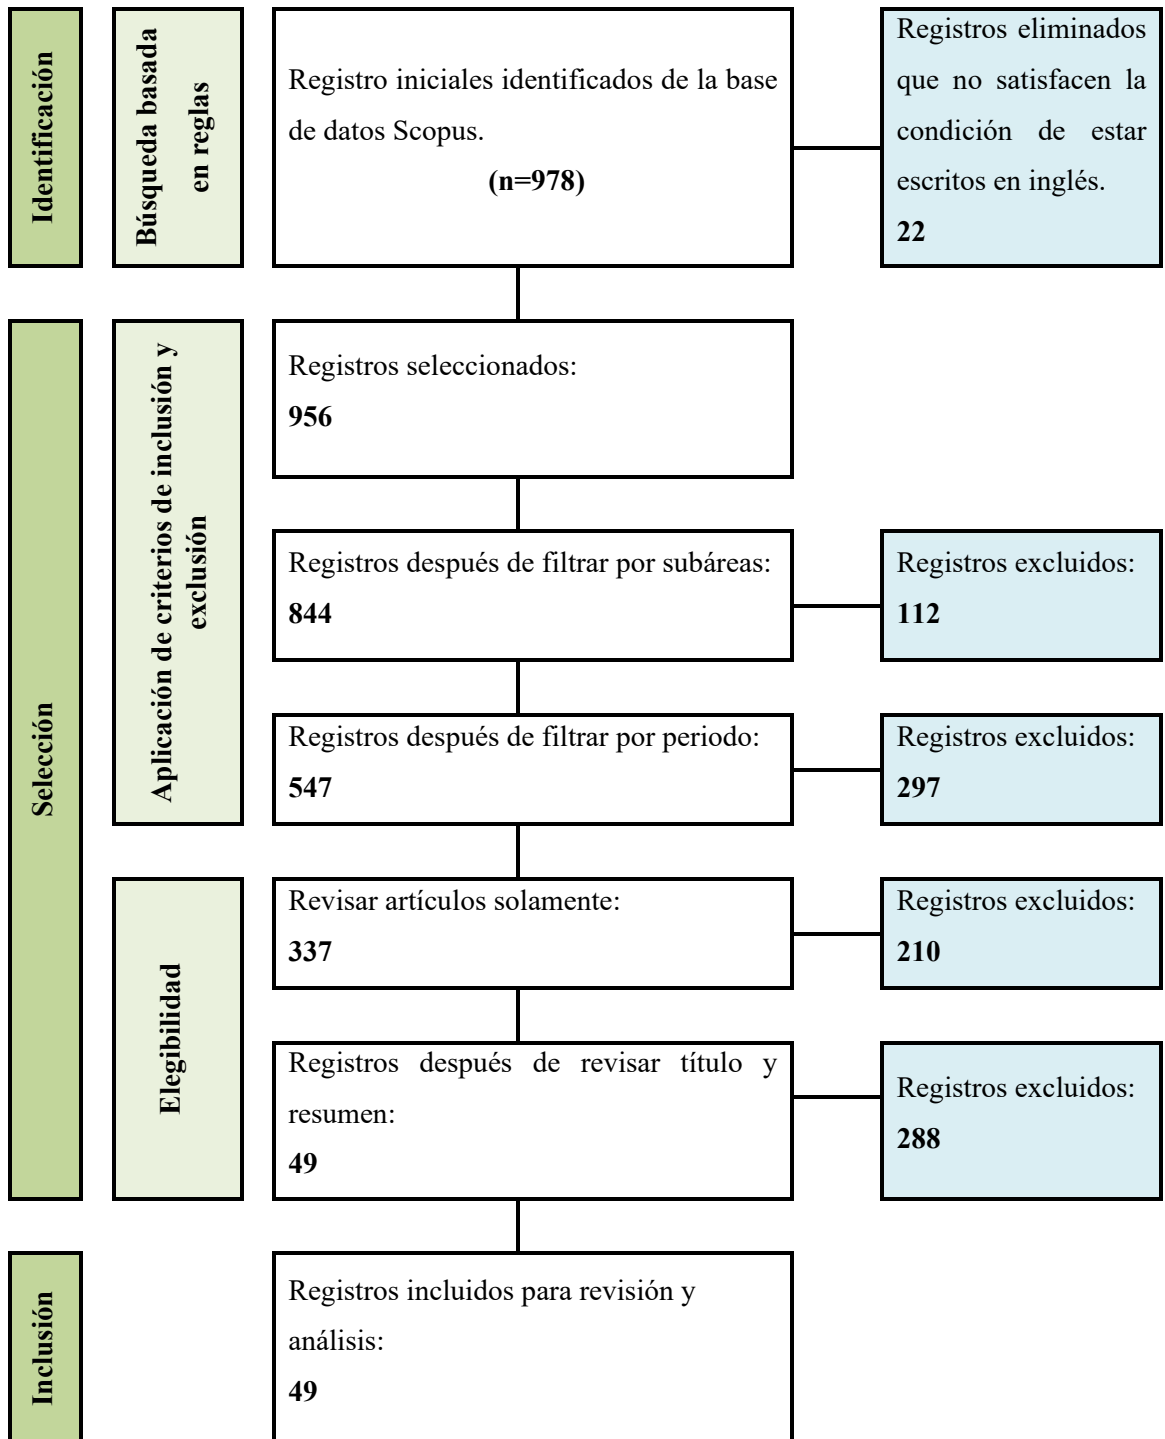 Identificación
Búsqueda basada
en reglas
Registro iniciales identificados de la base
de datos Scopus.
(n=978)
Registros eliminados
que no satisfacen la
condición de estar
escritos en inglés.
22
Selección
Aplicación de criterios de inclusión y
exclusión
Registros seleccionados:
956
Registros después de filtrar por subáreas:
844
Registros excluidos:
112
Registros después de filtrar por periodo:
547
Registros excluidos:
297
Elegibilidad
Revisar artículos solamente:
337
Registros excluidos:
210
Registros después de revisar título y
resumen:
49
Registros excluidos:
288
Inclusión
Registros incluidos para revisión y
análisis:
49